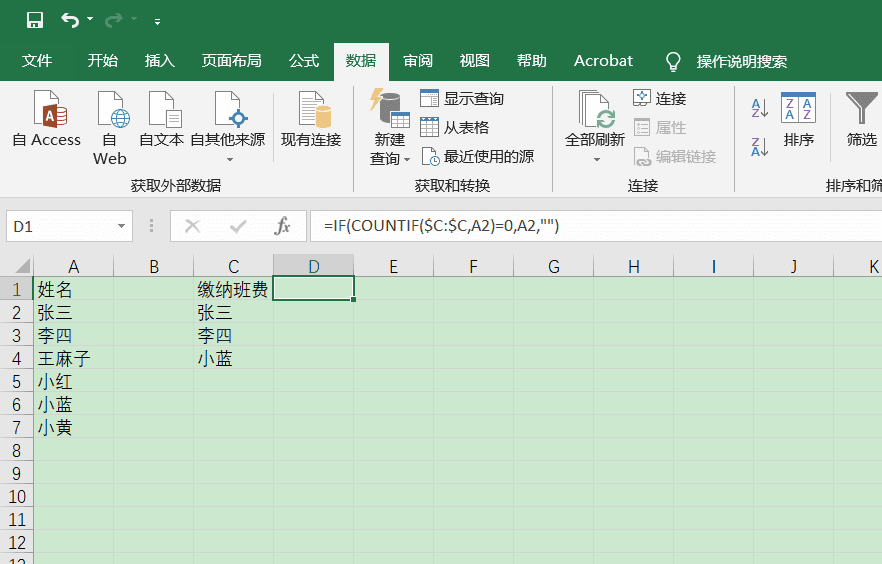 文件 开始 插入 页面布局 公式 数据 审阅 视图 帮助 Acrobat 操作说明搜索
自 Access
自
Web
自文本
自其他来源
现有连接
获取外部数据
新建
查询
显示查询
从表格
最近使用的源
获取和转换
全部刷新
连接
属性
编辑链接
连接
A
Z
Z
A
Z A
A Z
排序
筛选
排序和筛
D1 fx =IF(COUNTIF($C:$C,A2)=0,A2,"")
A B C D E F G H I J K
1 姓名 缴纳班费
2 张三 张三
3 李四 李四
4 王麻子 小蓝
5 小红
6 小蓝
7 小黄
8
9
10
11
12